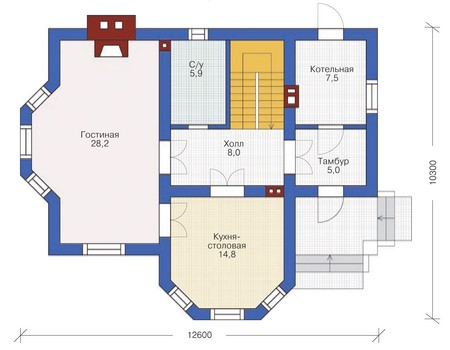 С/у
5,9
Котельная
7,5
Гостиная
28,2
Холл
8,0
Тамбур
5,0
Кухня-
столовая
14,8
10300
12600